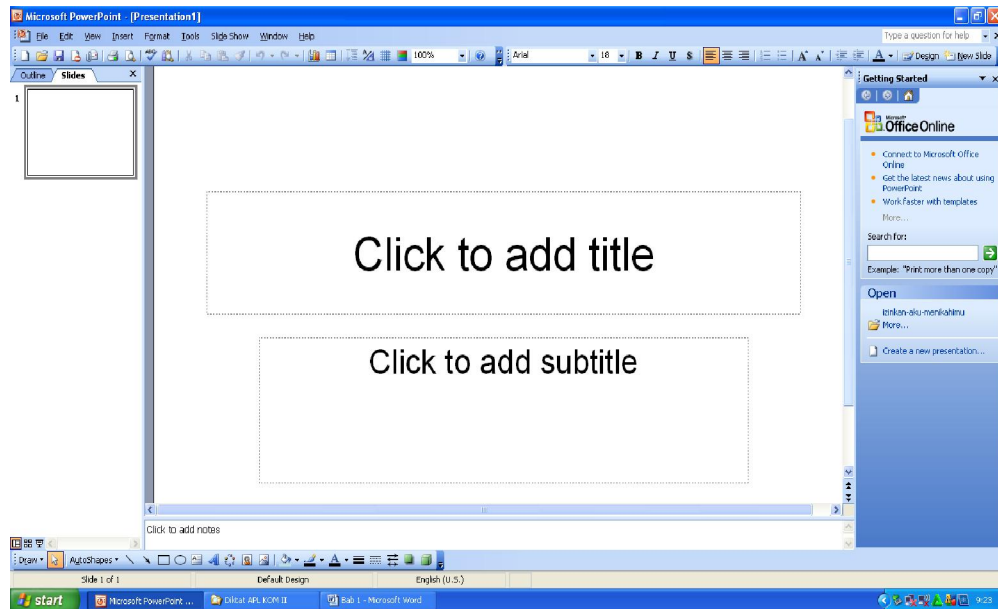 Microsoft PowerPoint - [Presentation1]
File Edit View Insert Format Tools Slide Show Window Help Type a question for help
100% Arial 18 B I U S A A A Design New Slide
Outline Slides x
1
Click to add title
Click to add subtitle
Click to add notes
Getting Started
Microsoft
Office Online
Connect to Microsoft Office
Online
Get the latest news about using
PowerPoint
Work faster with templates
More...
Search for:
Example: "Print more than one copy"
Open
izinkan-aku-menikahimu
More...
Create a new presentation...
Draw AutoShapes A
Slide 1 of 1 Default Design English (U.S.)
start Microsoft PowerPoint ... Diktat APL KOM II Bab 1 - Microsoft Word 9:23